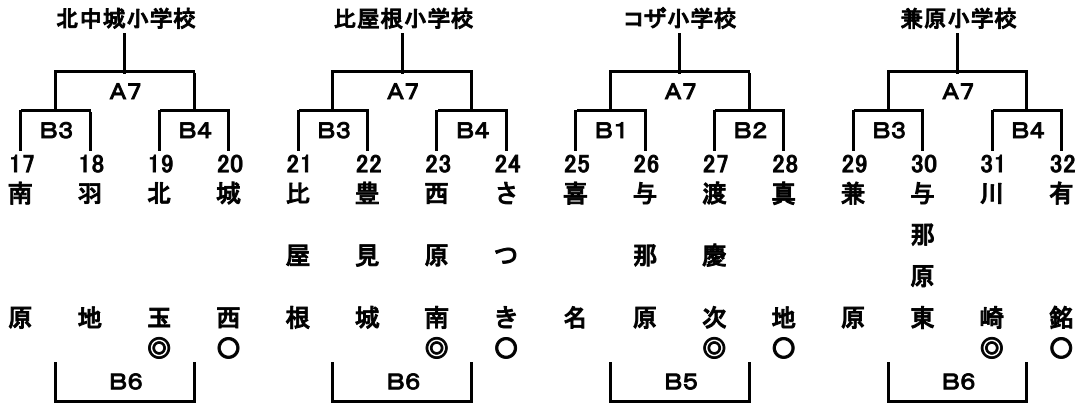 北中城小学校 比屋根小学校 コザ小学校 兼原小学校
A7 A7 A7 A7
B3 B4 B3 B4 B1 B2 B3 B4
17 18 19 20 21 22 23 24 25 26 27 28 29 30 31 32
南原
羽地
北玉
城西
比屋根
豊見城
西原南
さつき
喜名
与那原
渡慶次
真地
兼原
与那原東
川崎
有銘
◎ ○ ◎ ○ ◎ ○ ◎ ○
B6 B6 B5 B6